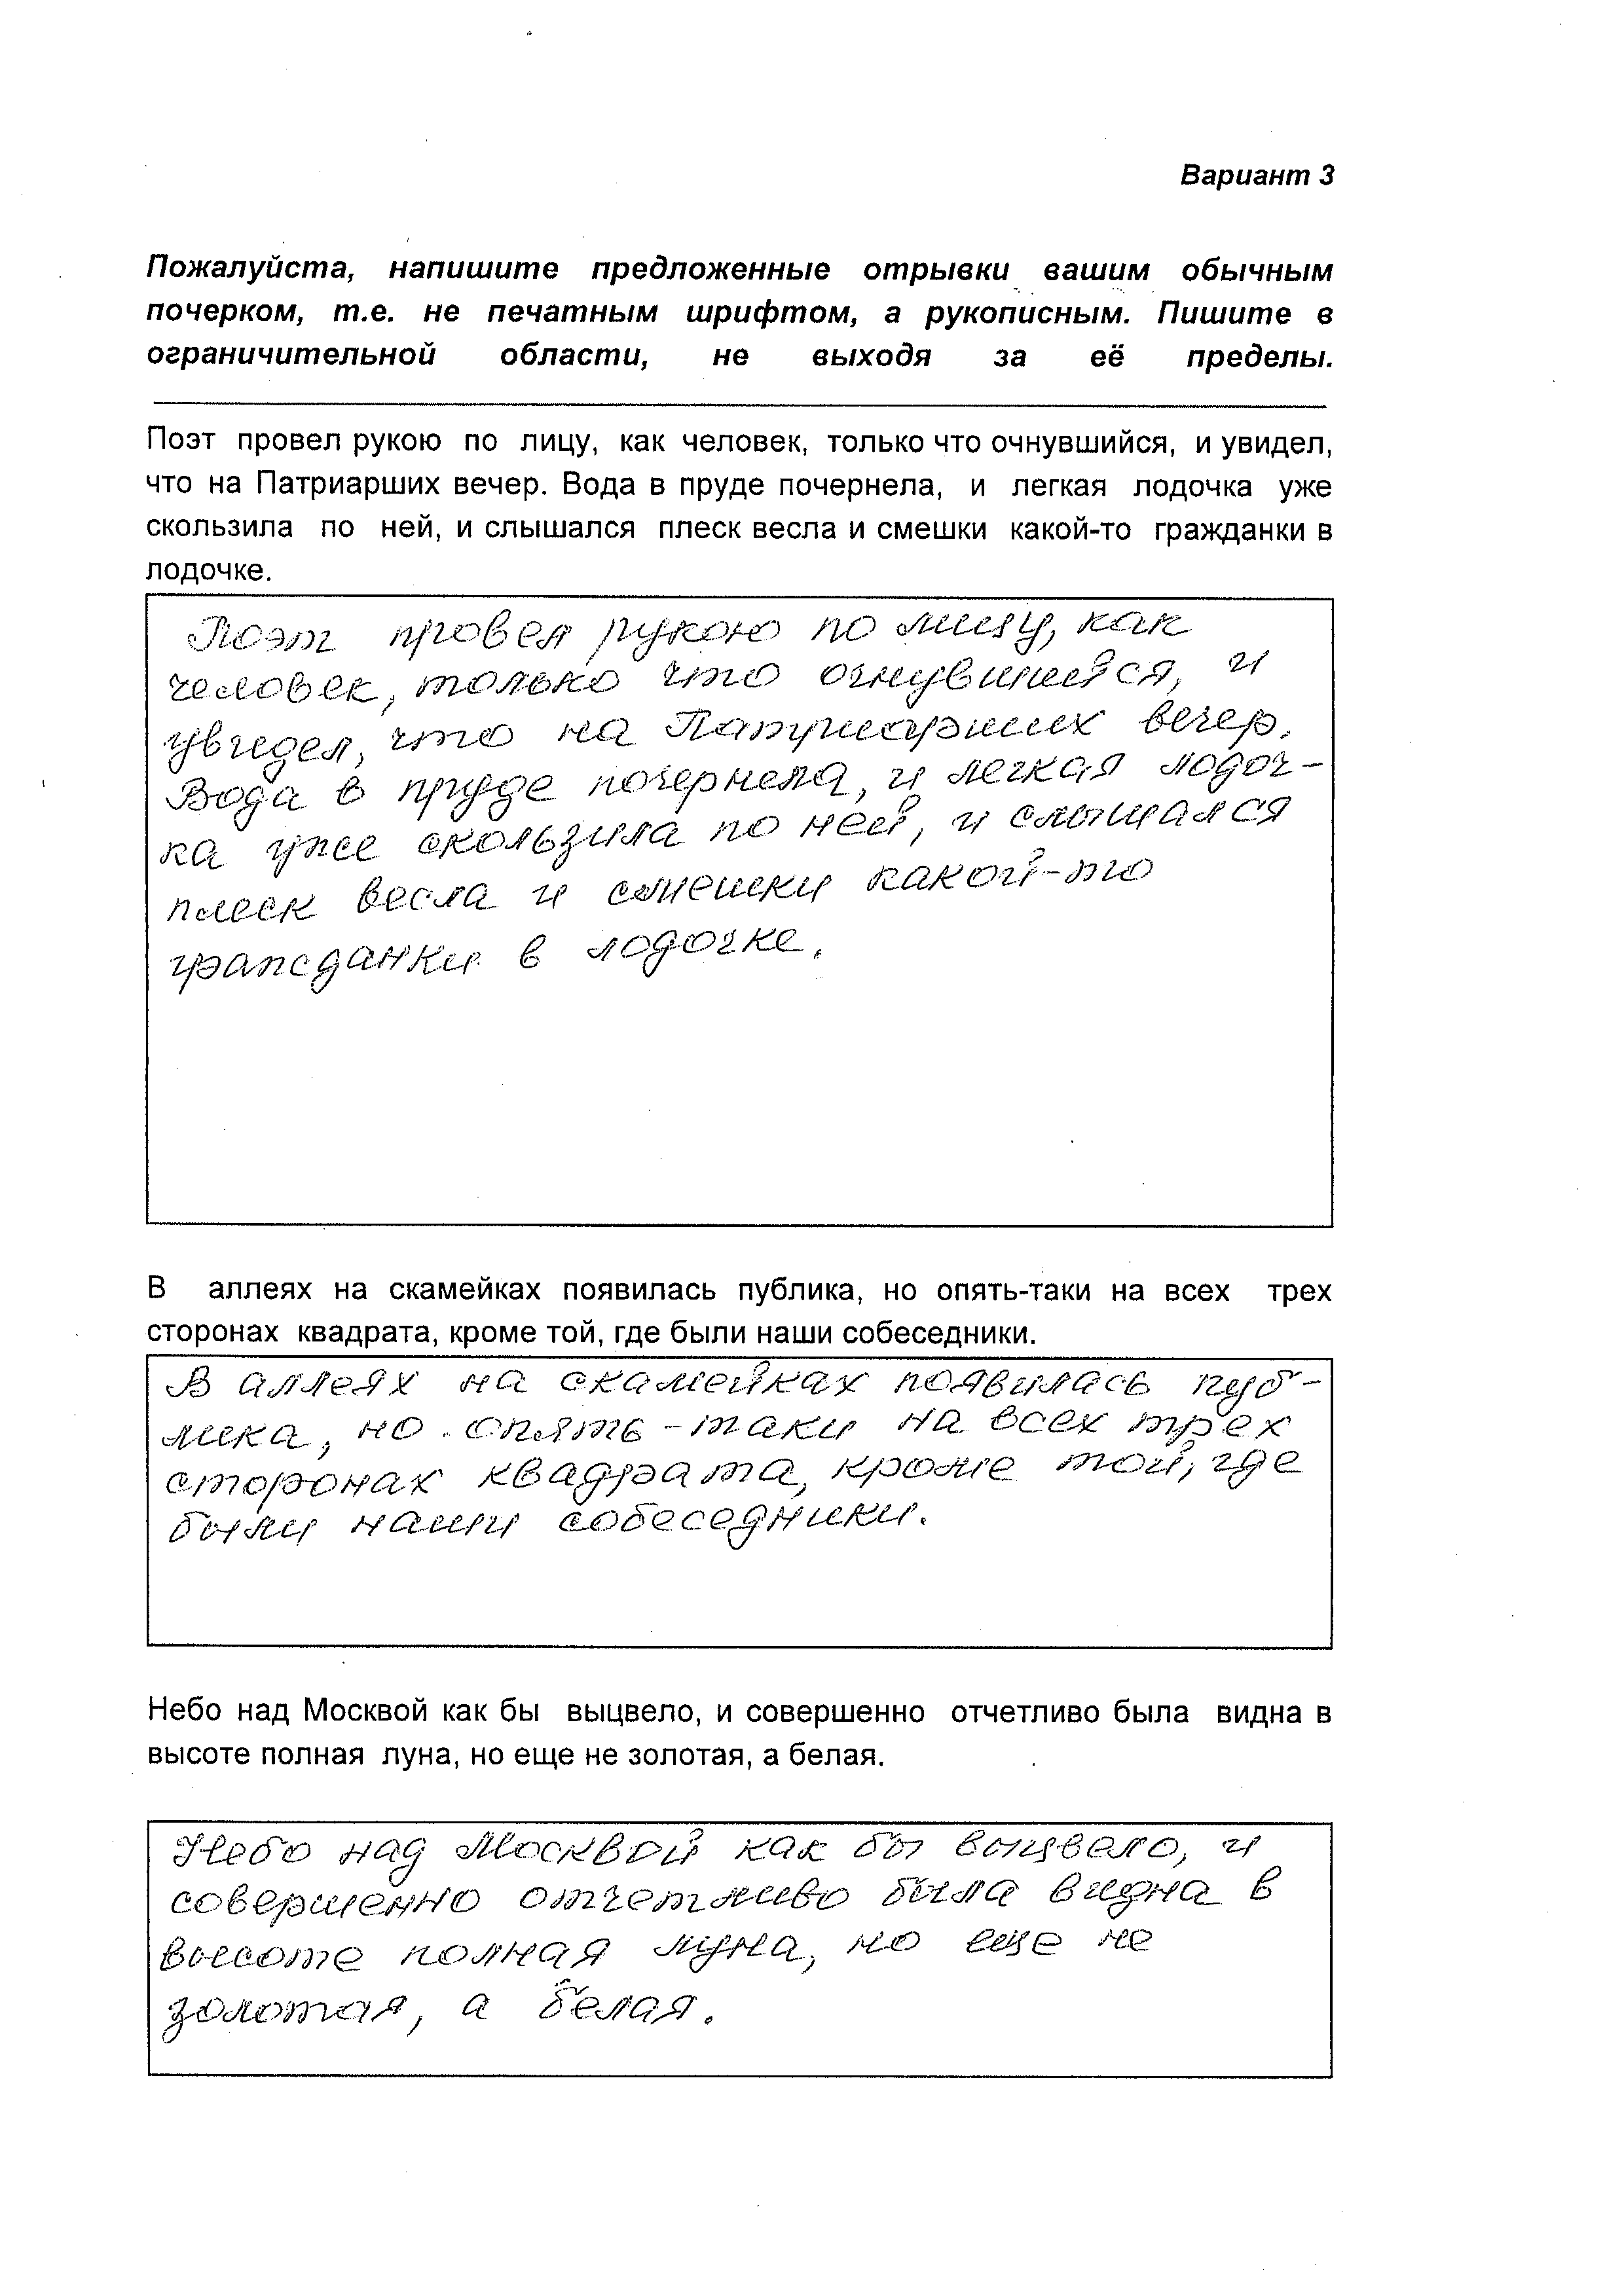 Вариант 3
Пожалуйста, напишите предложенные отрывки вашим обычным
почерком, т.е. не печатным шрифтом, а рукописным. Пишите в
ограничительной области, не выходя за её пределы.
Поэт провел рукою по лицу, как человек, только что очнувшийся, и увидел,
что на Патриарших вечер. Вода в пруде почернела, и легкая лодочка уже
скользила по ней, и слышался плеск весла и смешки какой-то гражданки в
лодочке.
Поэт провел рукою по лицу, как
человек, только что очнувшийся, и
увидел, что на Патриарших вечер.
Вода в пруде почернела, и легкая лодоч-
ка уже скользила по ней, и слышался
плеск весла и смешки какой-то
гражданки в лодочке.
В аллеях на скамейках появилась публика, но опять-таки на всех трех
сторонах квадрата, кроме той, где были наши собеседники.
В аллеях на скамейках появилась пуб-
лика, но опять-таки на всех трех
сторонах квадрата, кроме той, где
были наши собеседники.
Небо над Москвой как бы выцвело, и совершенно отчетливо была видна в
высоте полная луна, но еще не золотая, а белая.
Небо над Москвой как бы выцвело, и
совершенно отчетливо была видна в
высоте полная луна, но еще не
золотая, а белая.